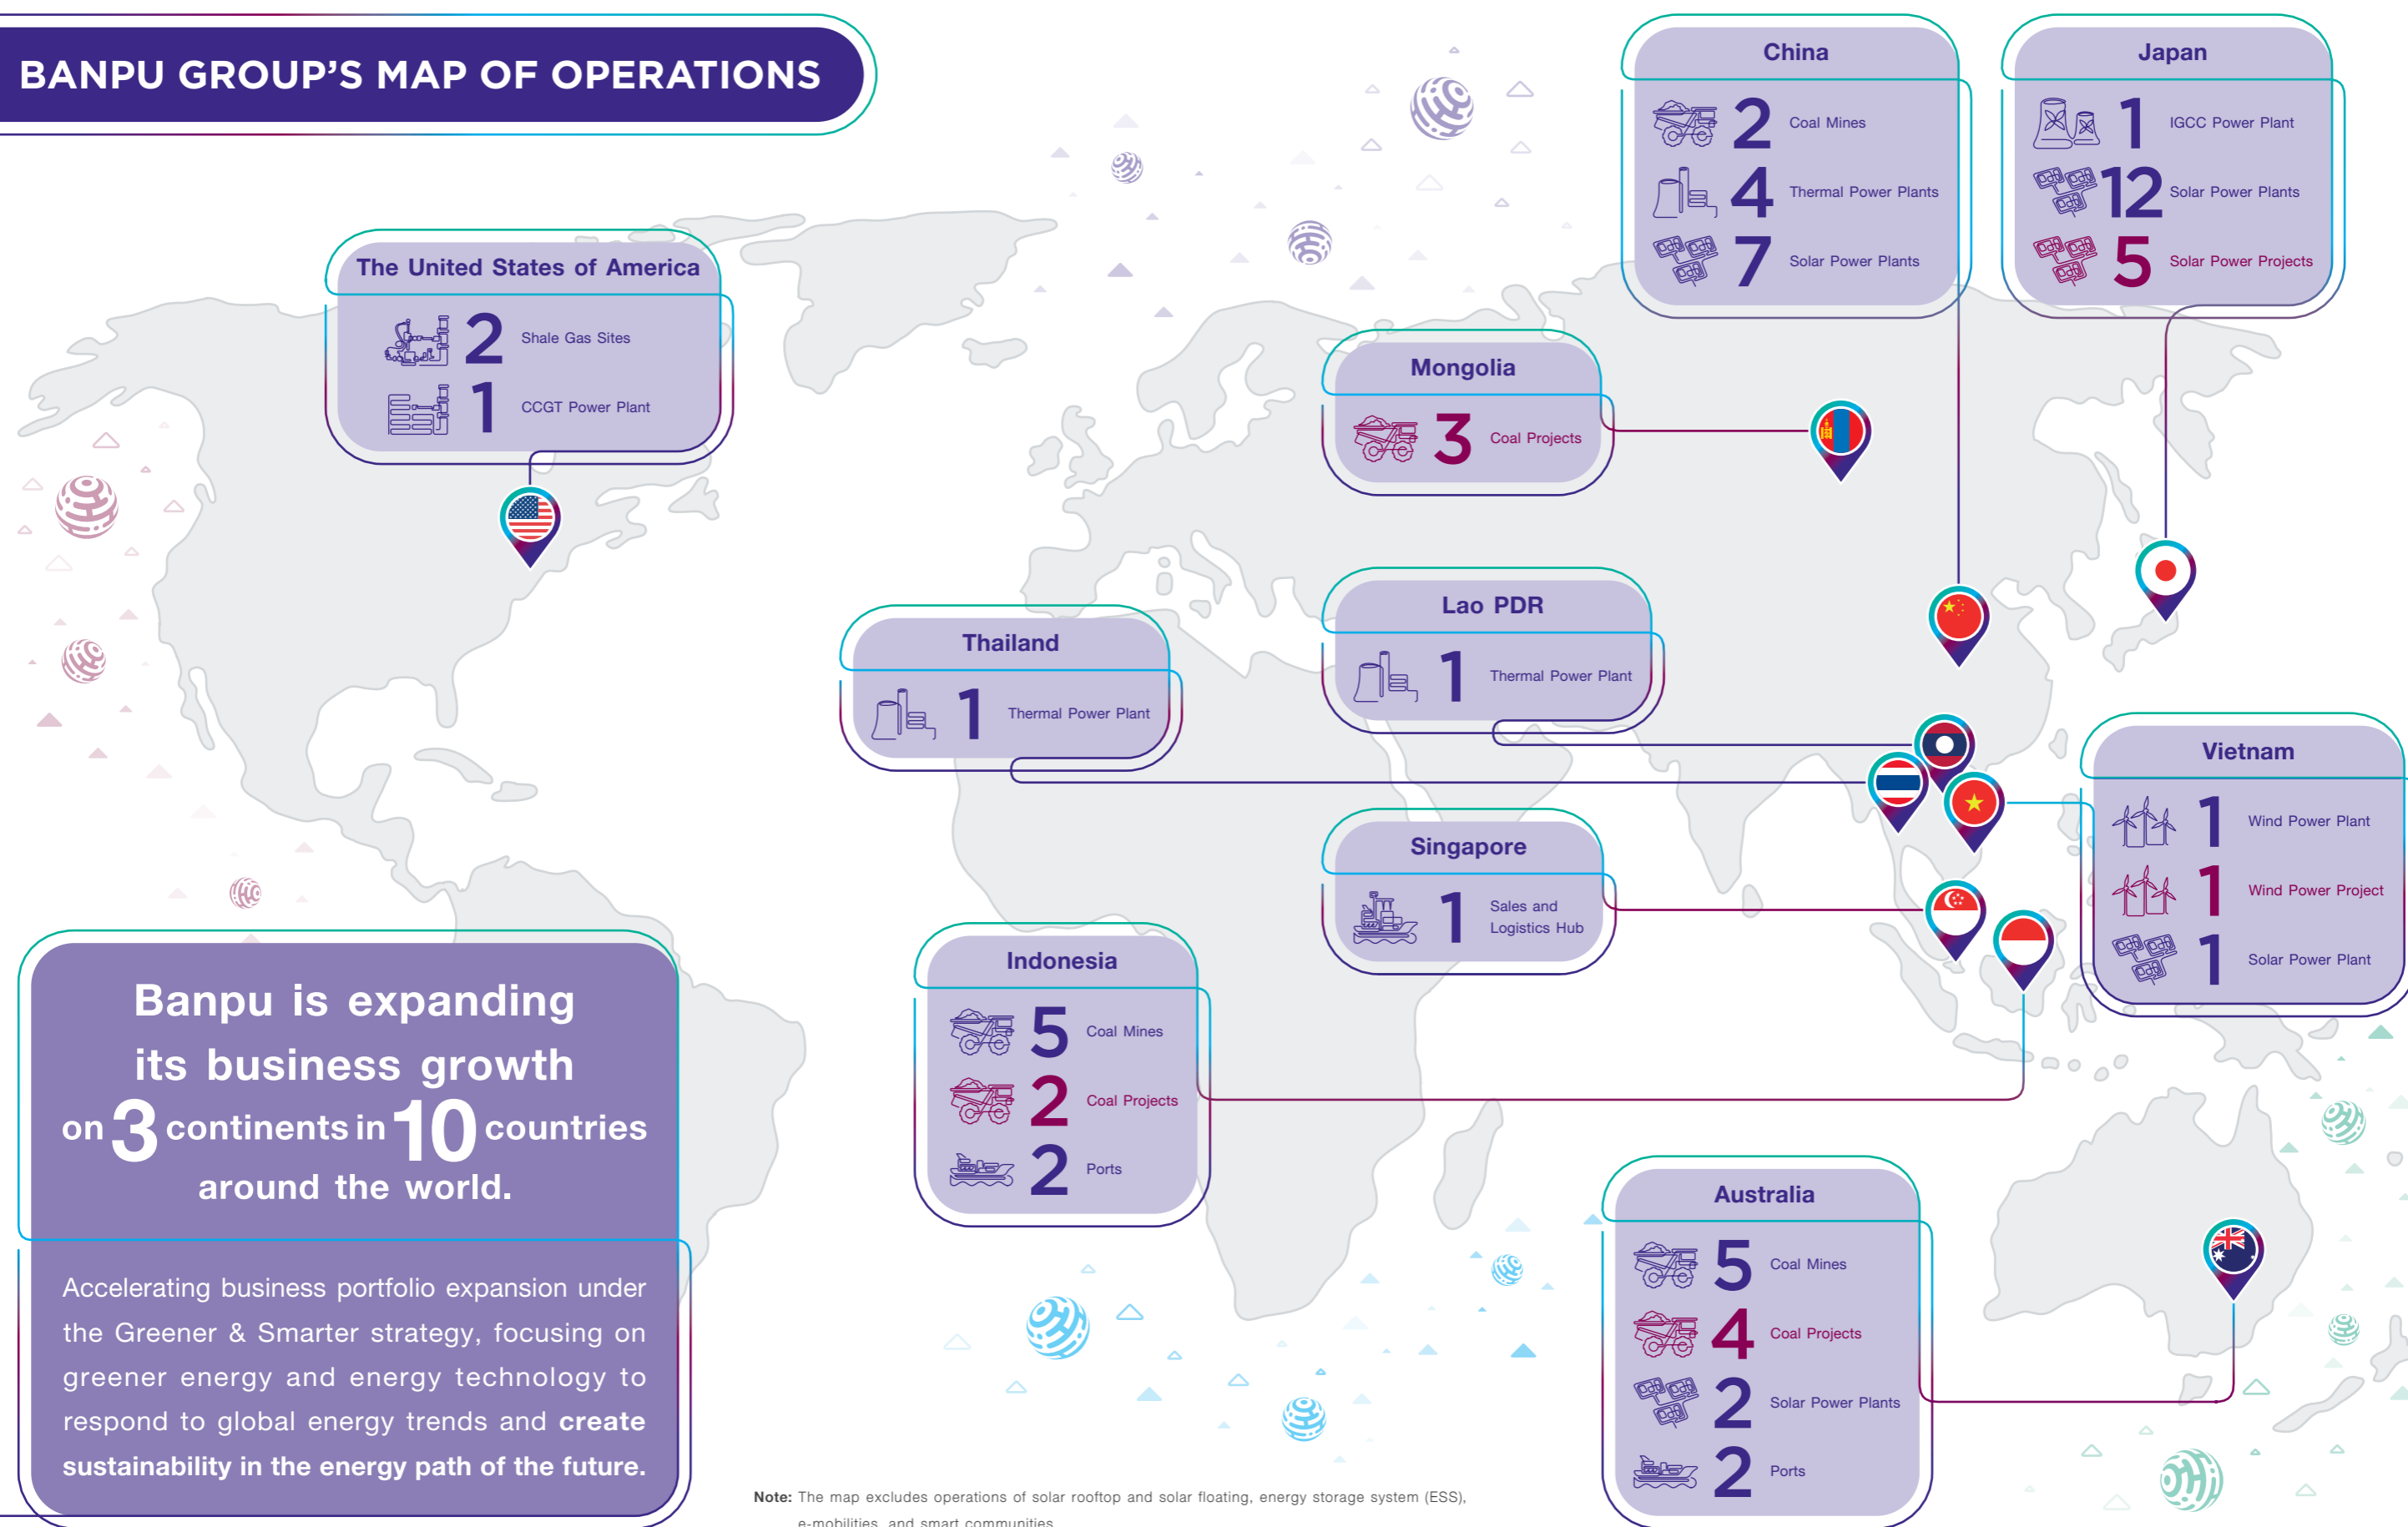 BANPU GROUP'S MAP OF OPERATIONS
China
2 Coal Mines
4 Thermal Power Plants
7 Solar Power Plants
Japan
1 IGCC Power Plant
12 Solar Power Plants
5 Solar Power Projects
The United States of America
2 Shale Gas Sites
1 CCGT Power Plant
Mongolia
3 Coal Projects
Lao PDR
1 Thermal Power Plant
Thailand
1 Thermal Power Plant
Vietnam
1 Wind Power Plant
1 Wind Power Project
1 Solar Power Plant
Singapore
1 Sales and
Logistics Hub
Indonesia
5 Coal Mines
2 Coal Projects
2 Ports
Australia
5 Coal Mines
4 Coal Projects
2 Solar Power Plants
2 Ports
Banpu is expanding
its business growth
on 3 continents in 10 countries
around the world.
Accelerating business portfolio expansion under
the Greener & Smarter strategy, focusing on
greener energy and energy technology to
respond to global energy trends and create
sustainability in the energy path of the future.
Note: The map excludes operations of solar rooftop and solar floating, energy storage system (ESS),
e-mobilities, and smart communities